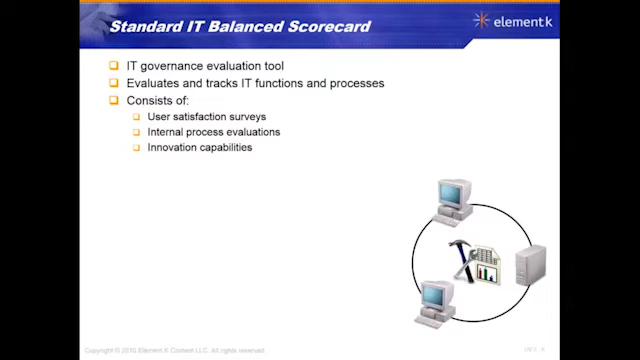 Standard IT Balanced Scorecard
element k
IT governance evaluation tool
Evaluates and tracks IT functions and processes
Consists of:
User satisfaction surveys
Internal process evaluations
Innovation capabilities
Copyright © 2010 Element K Content LLC. All rights reserved.